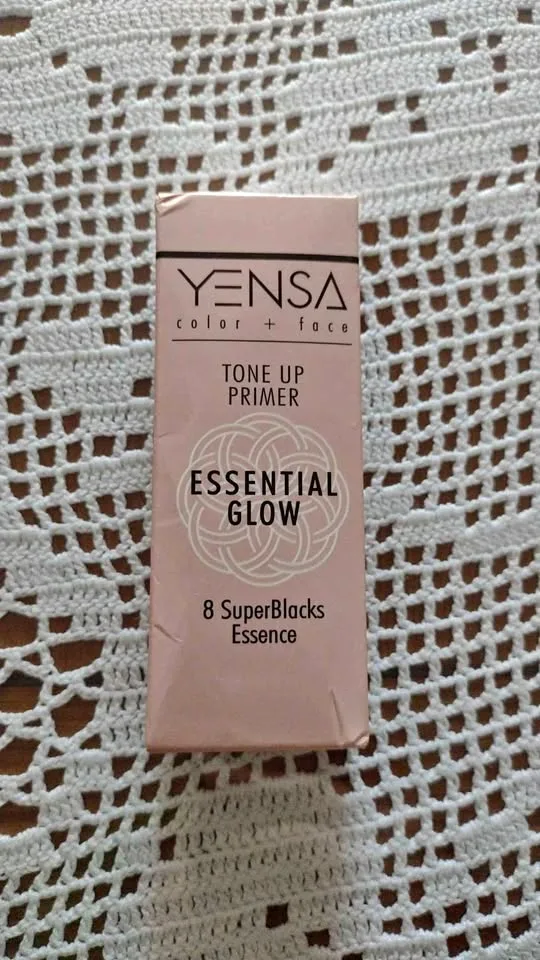 YENSA
color + face
TONE UP
PRIMER
ESSENTIAL
GLOW
8 SuperBlacks
Essence